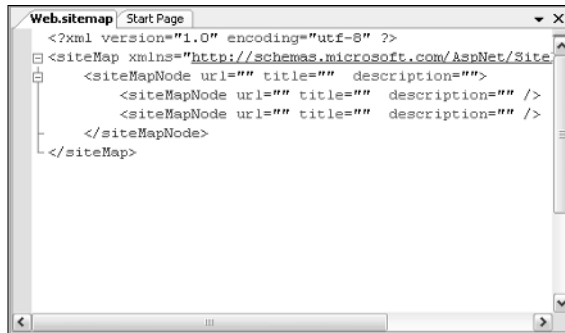 Web.sitemap Start Page
<?xml version="1.0" encoding="utf-8" ?>
<siteMap xmlns="http://schemas.microsoft.com/AspNet/Site
<siteMapNode url="" title=""  description="">
<siteMapNode url="" title=""  description="" />
<siteMapNode url="" title=""  description="" />
</siteMapNode>
</siteMap>